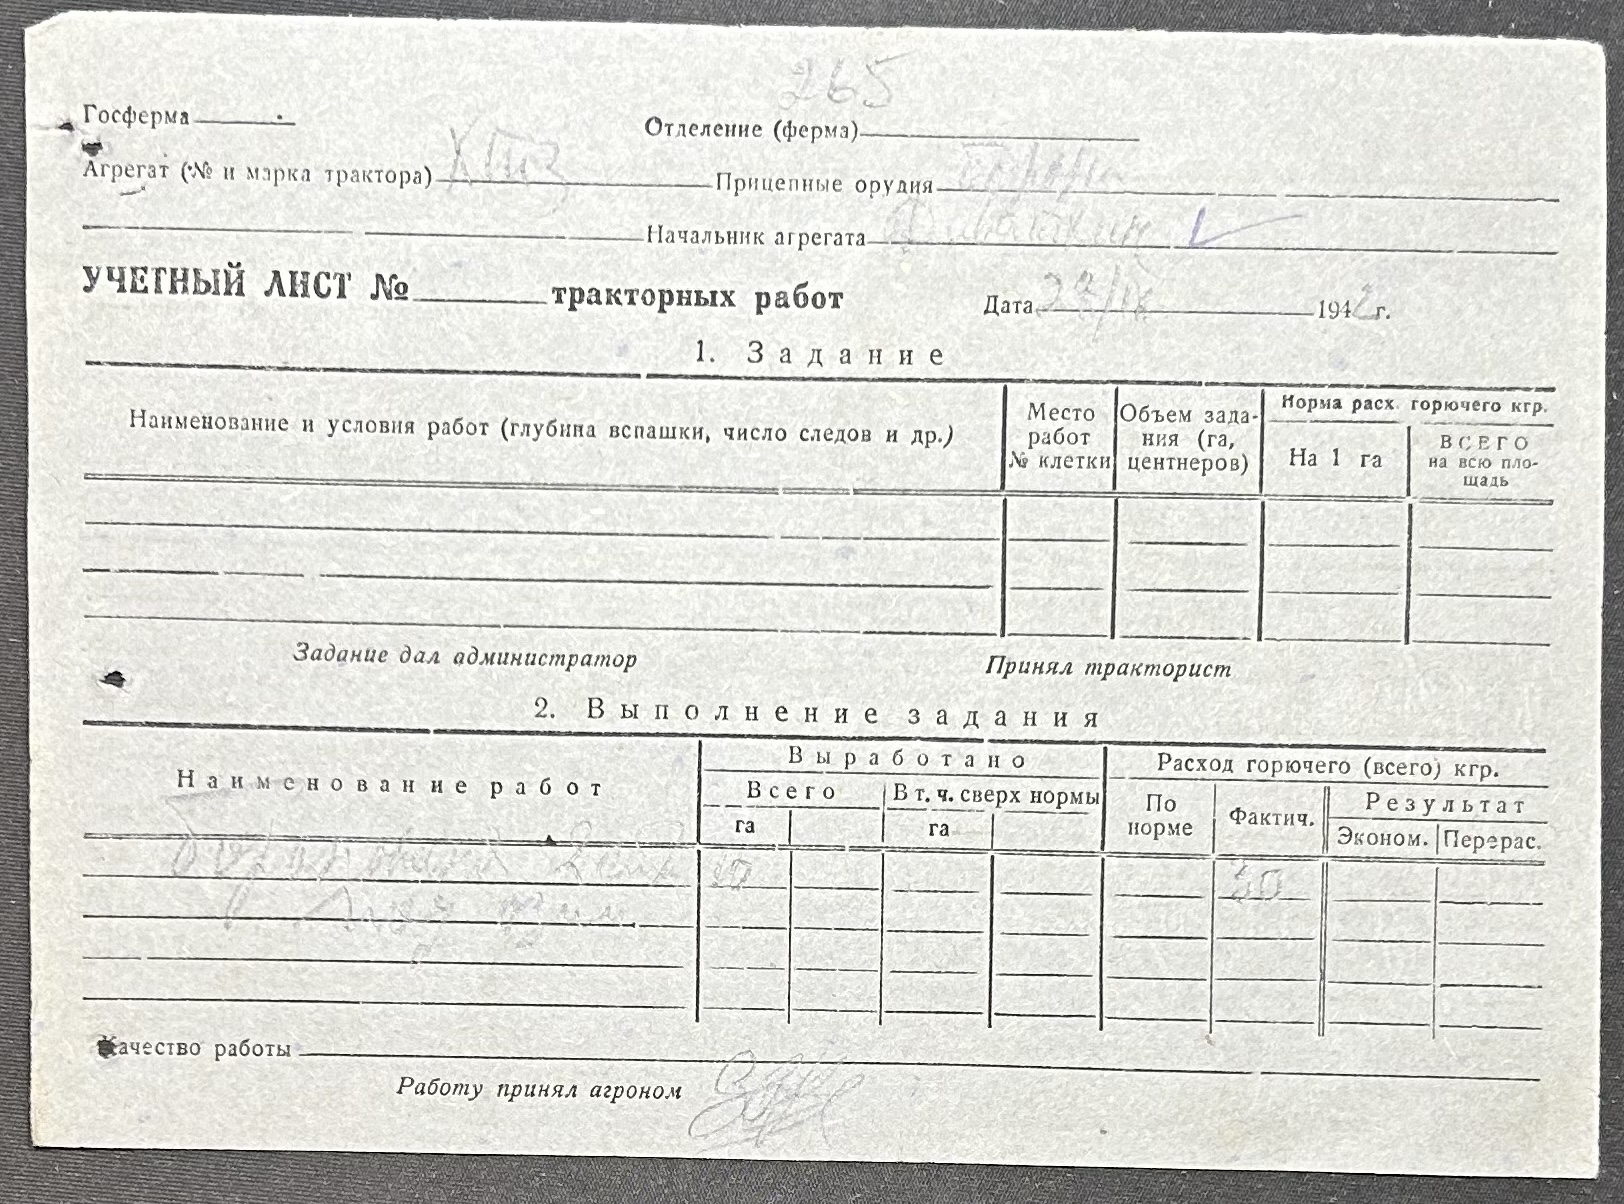 265
Госферма
Отделение (ферма)
Агрегат (№ и марка трактора) ХТПЗ Прицепные орудия
Начальник агрегата
УЧЕТНЫЙ ЛИСТ № тракторных работ Дата 1942 г.
1. Задание
Наименование и условия работ (глубина вспашки, число следов и др.)
Место работ № клетки
Объем задания (га, центнеров)
Норма расх. горючего кгр.
На 1 га
ВСЕГО на всю площадь
Задание дал администратор Принял тракторист
2. Выполнение задания
Наименование работ
Выработано
Всего
га
В т. ч. сверх нормы
га
Расход горючего (всего) кгр.
По норме
Фактич.
Результат
Эконом. Перерас.
10 30
Качество работы
Работу принял агроном